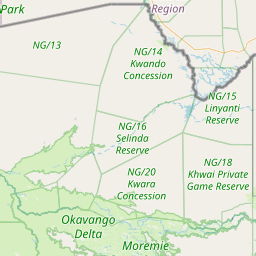 Park
Region
NG/13
NG/14
Kwando
Concession
NG/15
Linyanti
Reserve
NG/16
Selinda
Reserve
NG/18
Khwai Private
Game Reserve
NG/20
Kwara
Concession
Okavango
Delta
Moremie